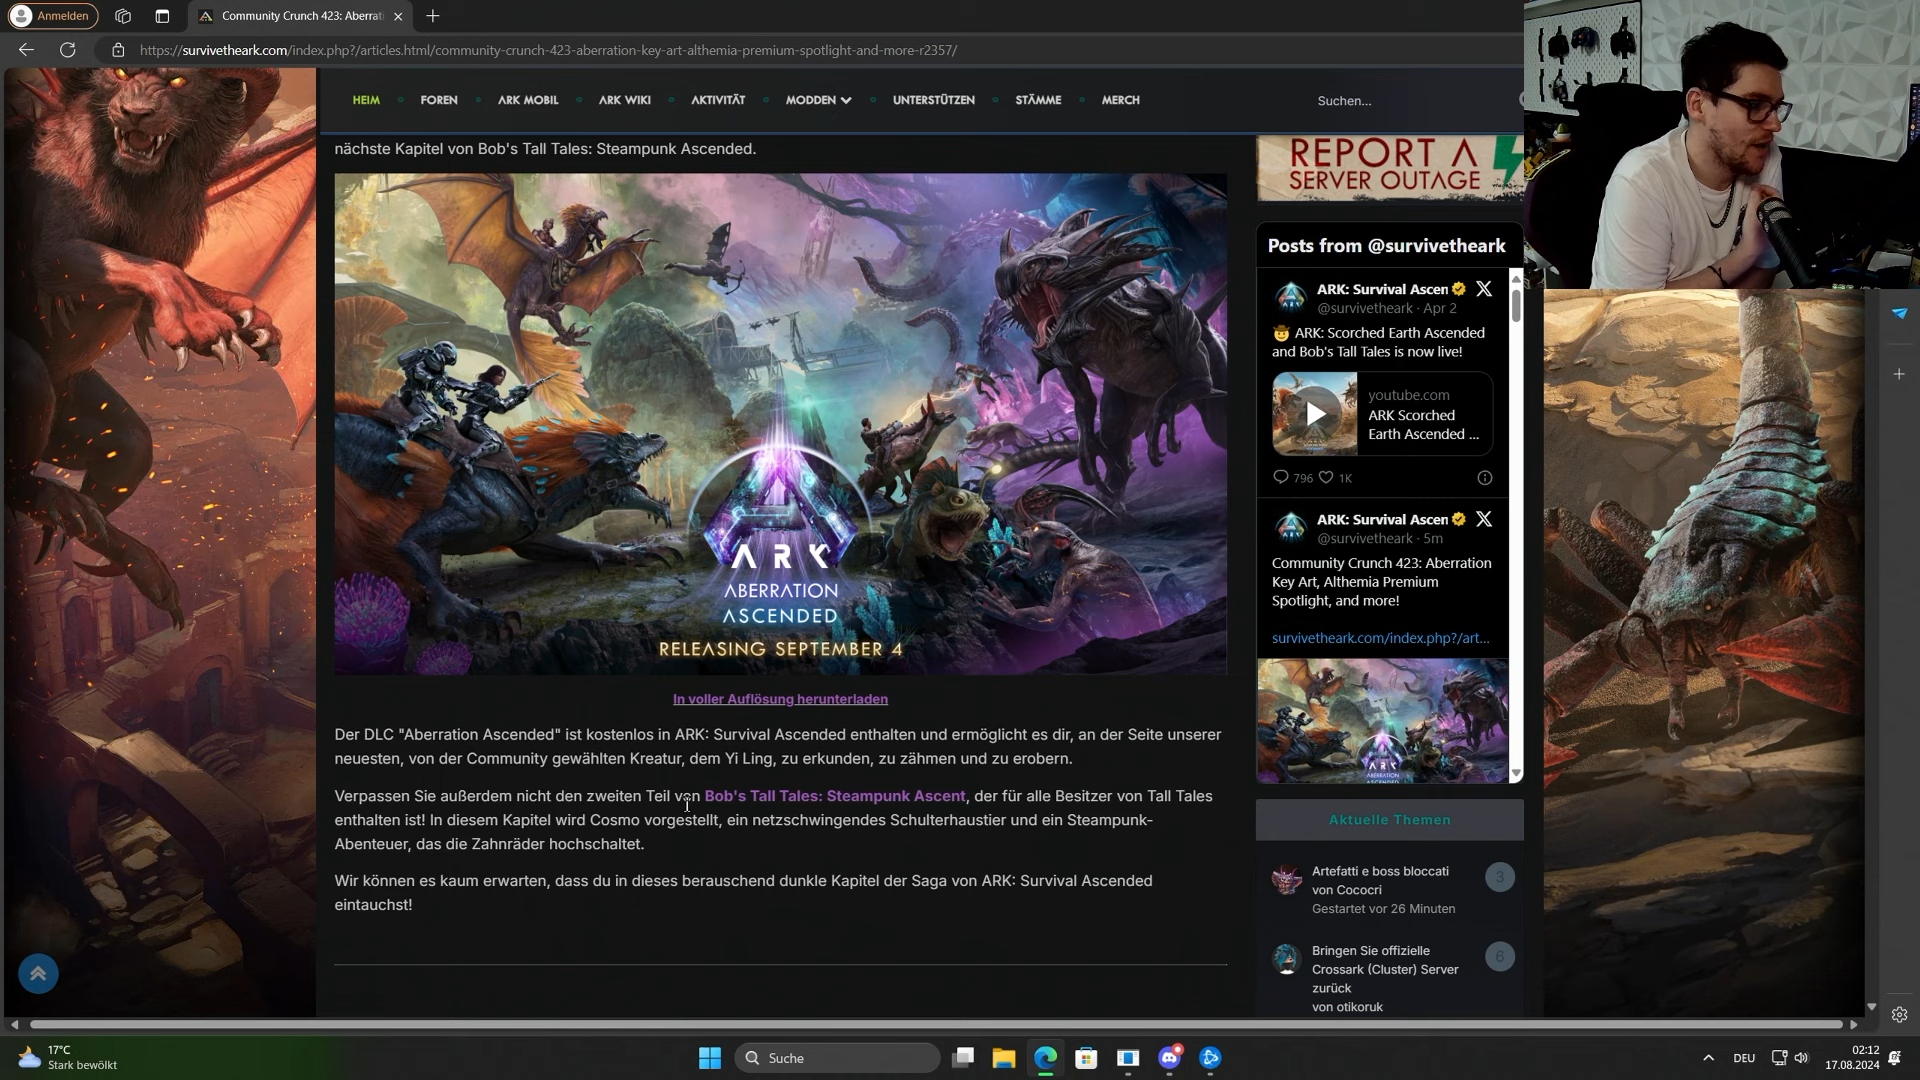 Anmelden
Community Crunch 423: Aberrati
https://survivetheark.com/index.php?/articles.html/community-crunch-423-aberration-key-art-althemia-premium-spotlight-and-more-r2357/
HEIM
FOREN
ARK MOBIL
ARK WIKI
AKTIVITÄT
MODDEN
UNTERSTÜTZEN
STÄMME
MERCH
Suchen...
nächste Kapitel von Bob's Tall Tales: Steampunk Ascended.
ARK
ABERRATION
ASCENDED
RELEASING SEPTEMBER 4
In voller Auflösung herunterladen
Der DLC "Aberration Ascended" ist kostenlos in ARK: Survival Ascended enthalten und ermöglicht es dir, an der Seite unserer
neuesten, von der Community gewählten Kreatur, dem Yi Ling, zu erkunden, zu zähmen und zu erobern.
Verpassen Sie außerdem nicht den zweiten Teil von Bob's Tall Tales: Steampunk Ascent, der für alle Besitzer von Tall Tales
enthalten ist! In diesem Kapitel wird Cosmo vorgestellt, ein netzschwingendes Schulterhaustier und ein Steampunk-
Abenteuer, das die Zahnräder hochschaltet.
Wir können es kaum erwarten, dass du in dieses berauschend dunkle Kapitel der Saga von ARK: Survival Ascended
eintauchst!
REPORT A
SERVER OUTAGE
Posts from @survivetheark
ARK: Survival Ascen
@survivetheark · Apr 2
🤠 ARK: Scorched Earth Ascended
and Bob's Tall Tales is now live!
youtube.com
ARK Scorched
Earth Ascended ...
796
1K
ARK: Survival Ascen
@survivetheark · 5m
Community Crunch 423: Aberration
Key Art, Althemia Premium
Spotlight, and more!
survivetheark.com/index.php?/art...
ARK
ABERRATION
ASCENDED
Aktuelle Themen
Artefatti e boss bloccati
von Cococri
Gestartet vor 26 Minuten
3
Bringen Sie offizielle
Crossark (Cluster) Server
zurück
von otikoruk
6
17°C
Stark bewölkt
Suche
DEU
02:12
17.08.2024